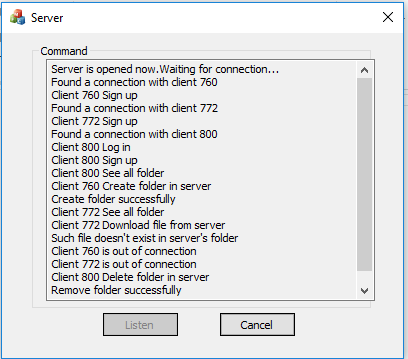 Server
Command
Server is opened now.Waiting for connection...
Found a connection with client 760
Client 760 Sign up
Found a connection with client 772
Client 772 Sign up
Found a connection with client 800
Client 800 Log in
Client 800 Sign up
Client 800 See all folder
Client 760 Create folder in server
Create folder successfully
Client 772 See all folder
Client 772 Download file from server
Such file doesn't exist in server's folder
Client 760 is out of connection
Client 772 is out of connection
Client 800 Delete folder in server
Remove folder successfully
Listen Cancel